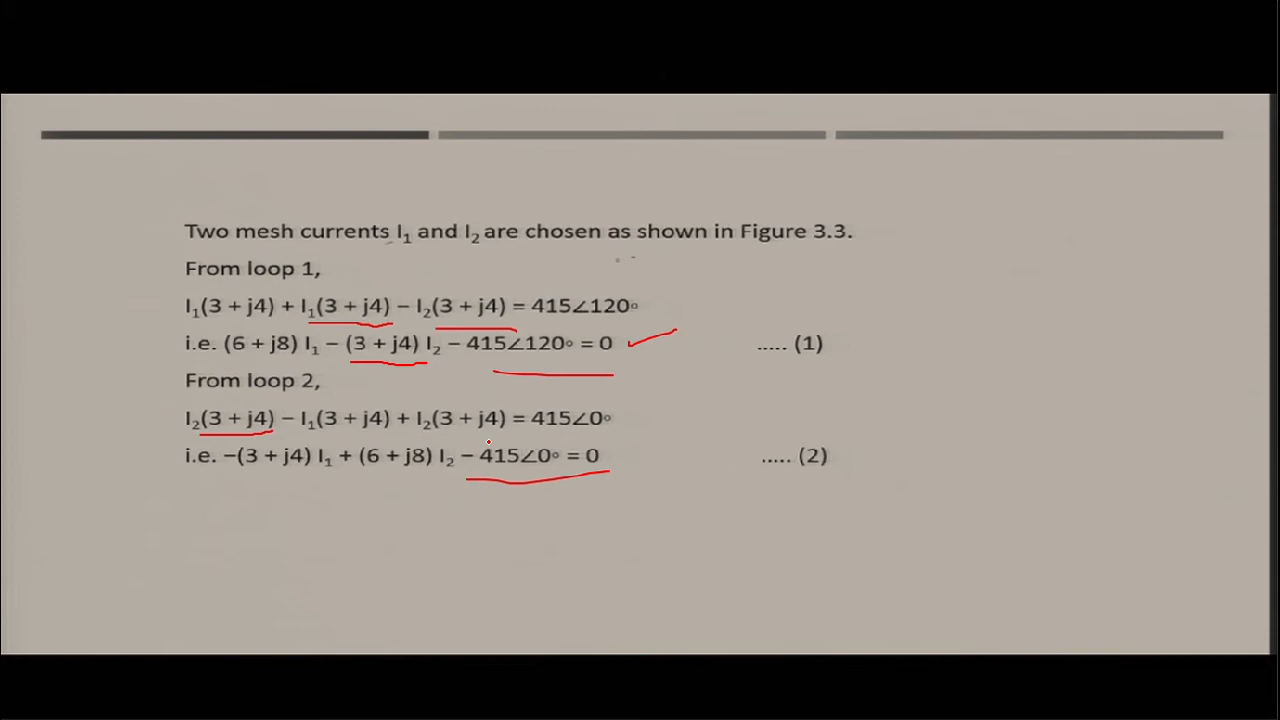 Two mesh currents I₁ and I₂ are chosen as shown in Figure 3.3.
From loop 1,
I₁(3 + j4) + I₁(3 + j4) − I₂(3 + j4) = 415∠120°
i.e. (6 + j8) I₁ − (3 + j4) I₂ − 415∠120° = 0 ..... (1)
From loop 2,
I₂(3 + j4) − I₁(3 + j4) + I₂(3 + j4) = 415∠0°
i.e. −(3 + j4) I₁ + (6 + j8) I₂ − 415∠0° = 0 ..... (2)